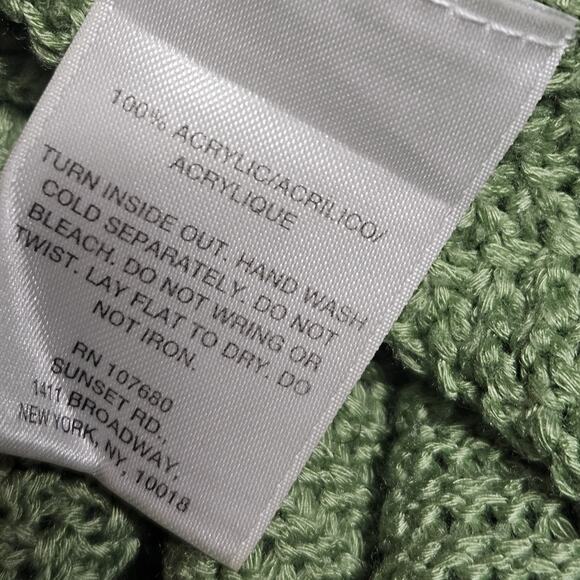 100% ACRYLIC/ACRILICO/
ACRYLIQUE
TURN INSIDE OUT. HAND WASH
COLD SEPARATELY. DO NOT
BLEACH. DO NOT WRING OR
TWIST. LAY FLAT TO DRY. DO
NOT IRON.
RN 107680
SUNSET RD.,
1411 BROADWAY,
NEW YORK, NY, 10018